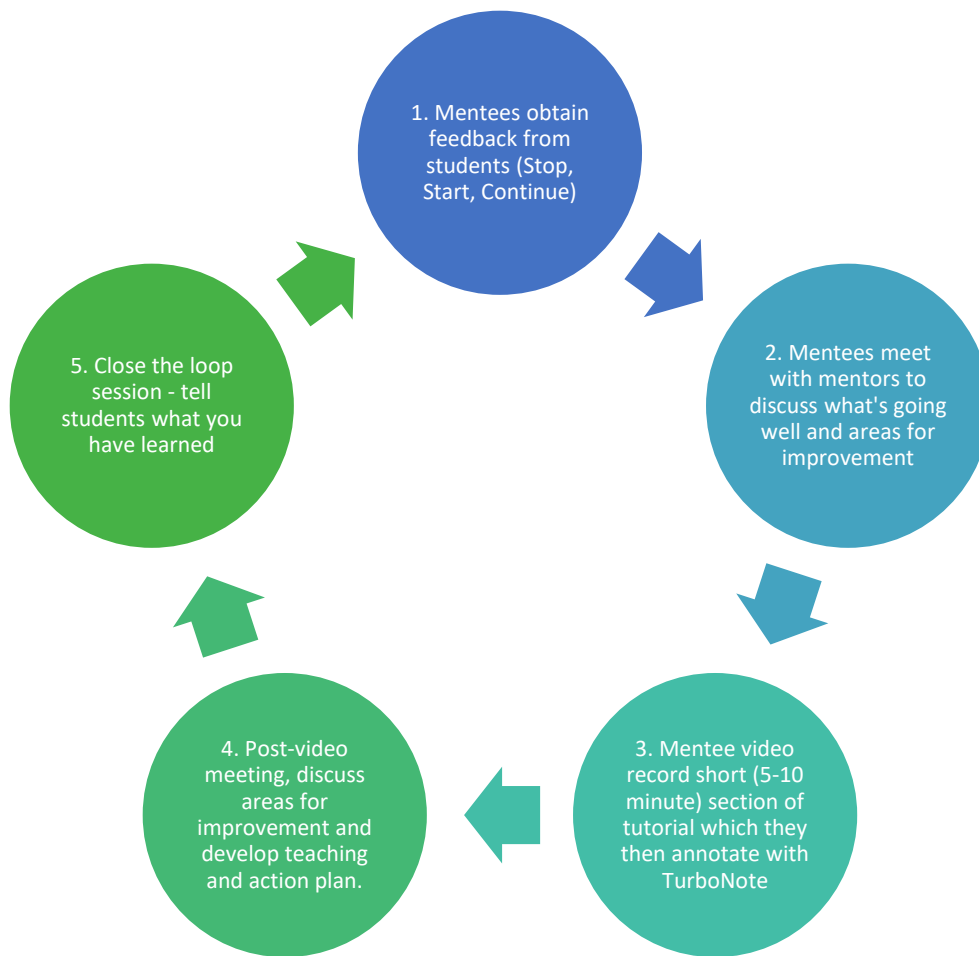 1. Mentees obtain
feedback from
students (Stop,
Start, Continue)
2. Mentees meet
with mentors to
discuss what's going
well and areas for
improvement
3. Mentee video
record short (5-10
minute) section of
tutorial which they
then annotate with
TurboNote
4. Post-video
meeting, discuss
areas for
improvement and
develop teaching
and action plan.
5. Close the loop
session - tell
students what you
have learned